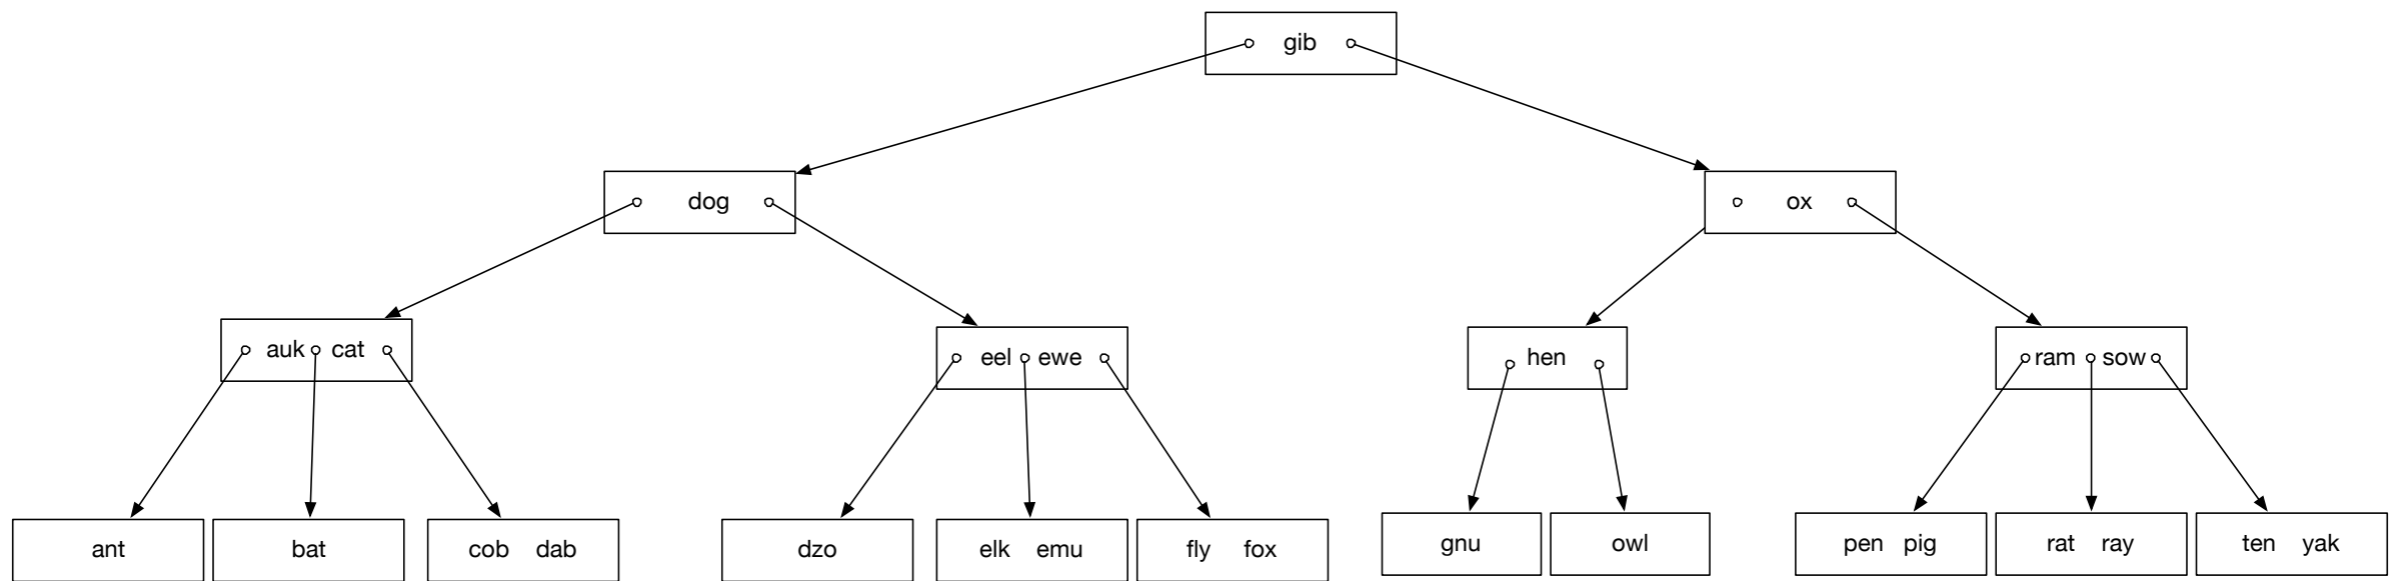 gib
dog
ox
auk cat
eel ewe
hen
ram sow
ant
bat
cob dab
dzo
elk emu
fly fox
gnu
owl
pen pig
rat ray
ten yak